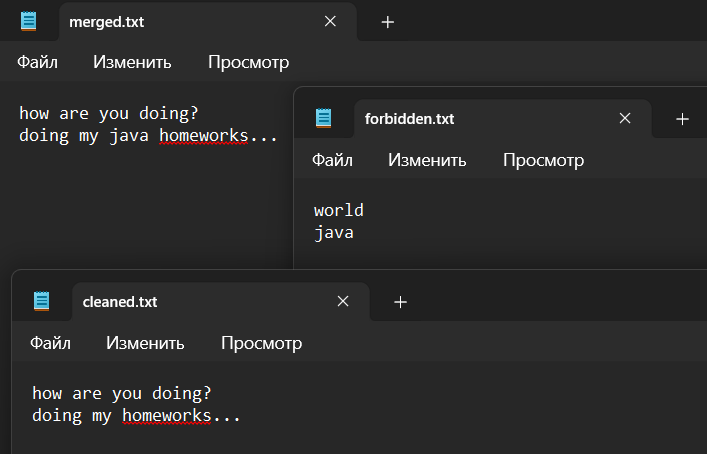 merged.txt
Файл Изменить Просмотр
how are you doing?
doing my java homeworks...
forbidden.txt
Файл Изменить Просмотр
world
java
cleaned.txt
Файл Изменить Просмотр
how are you doing?
doing my homeworks...